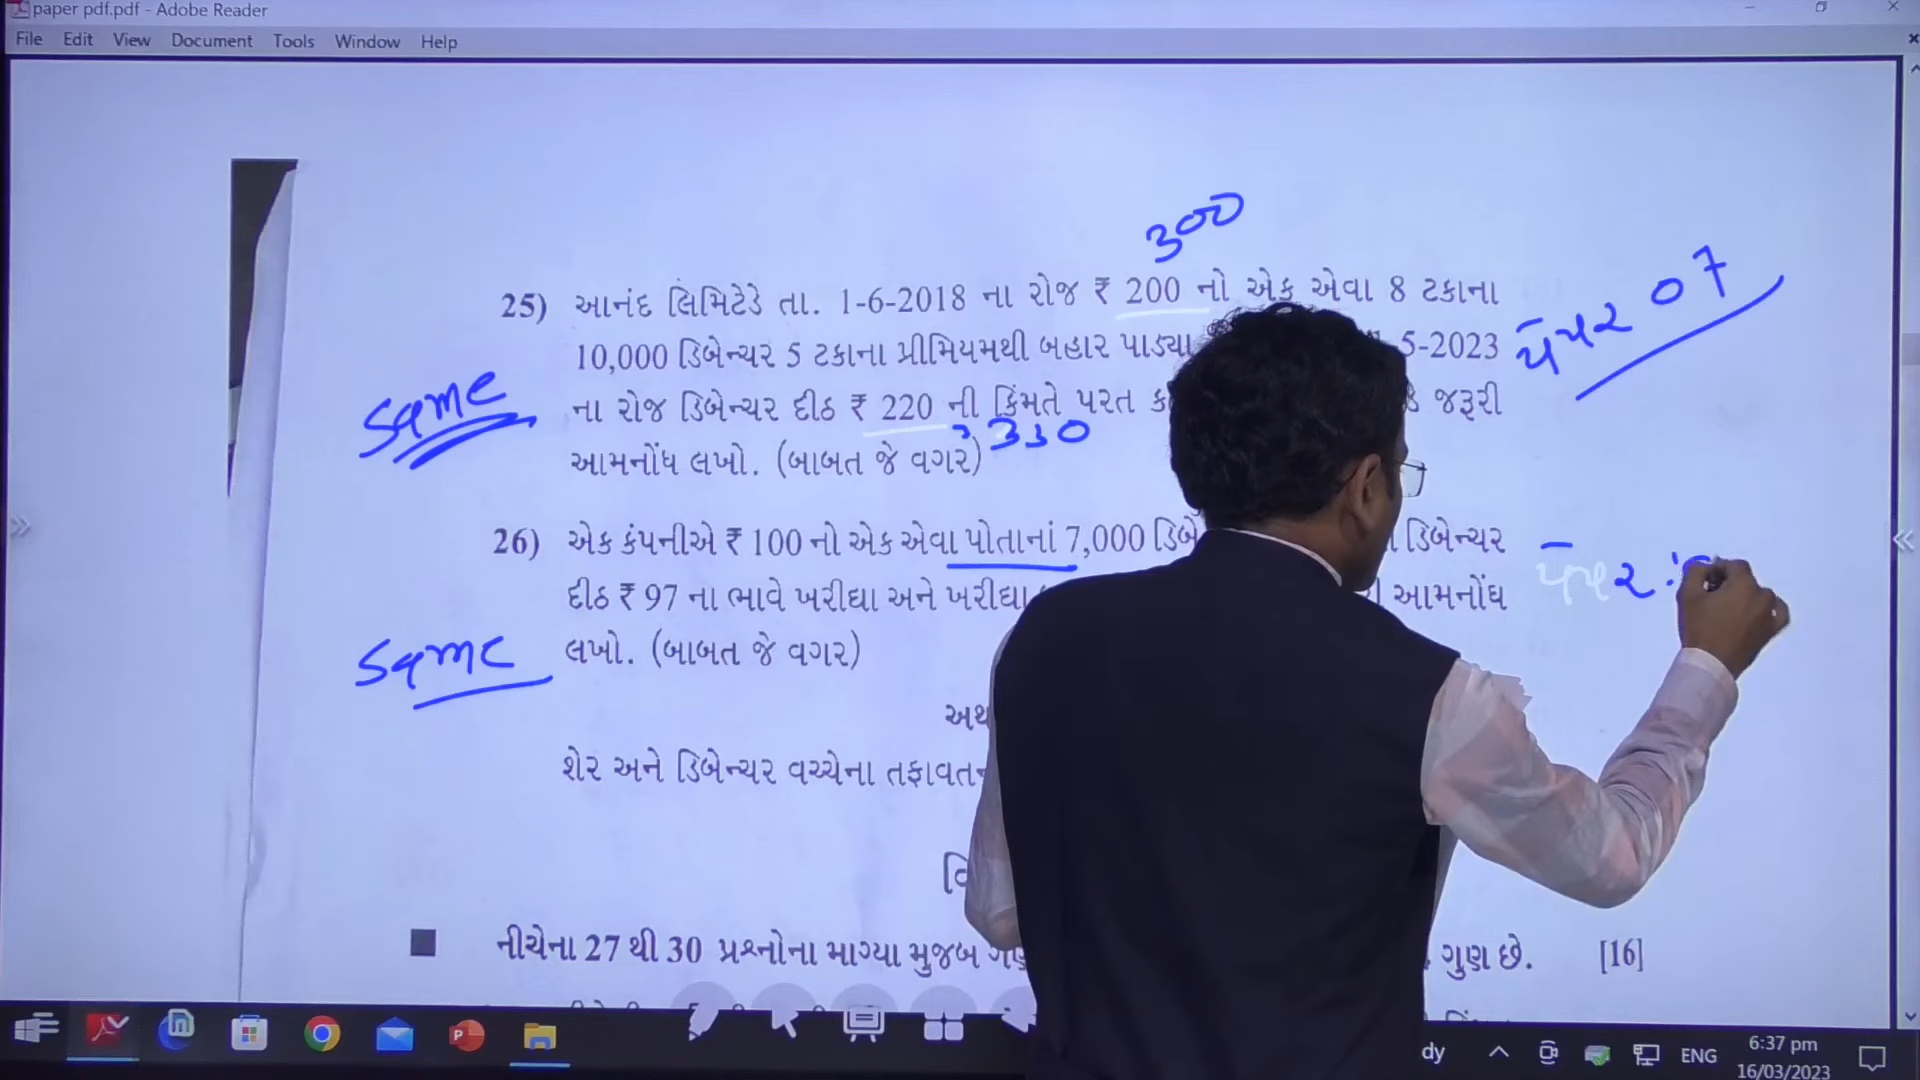 paper pdf.pdf - Adobe Reader
File Edit View Document Tools Window Help
300
25) આનંદ લિમિટેડે તા. 1-6-2018 ના રોજ ₹ 200 નો એક એવા 8 ટકાના
10,000 ડિબેન્ચર 5 ટકાના પ્રીમિયમથી બહાર પાડ્યા 5-2023
ના રોજ ડિબેન્ચર દીઠ ₹ 220 ની કિંમતે પરત જરૂરી
330
આમનોંધ લખો. (બાબત જે વગર)
same
પેપર 07
26) એક કંપનીએ ₹ 100 નો એક એવા પોતાનાં 7,000 ડિબેન્ચર
દીઠ ₹ 97 ના ભાવે ખરીદ્યા અને ખરીદ્યા આમનોંધ
લખો. (બાબત જે વગર)
same
પેપર
શેર અને ડિબેન્ચર વચ્ચેના
■ નીચેના 27 થી 30 પ્રશ્નોના માગ્યા મુજબ ગુણ છે. [16]
ENG
6:37 pm
16/03/2023